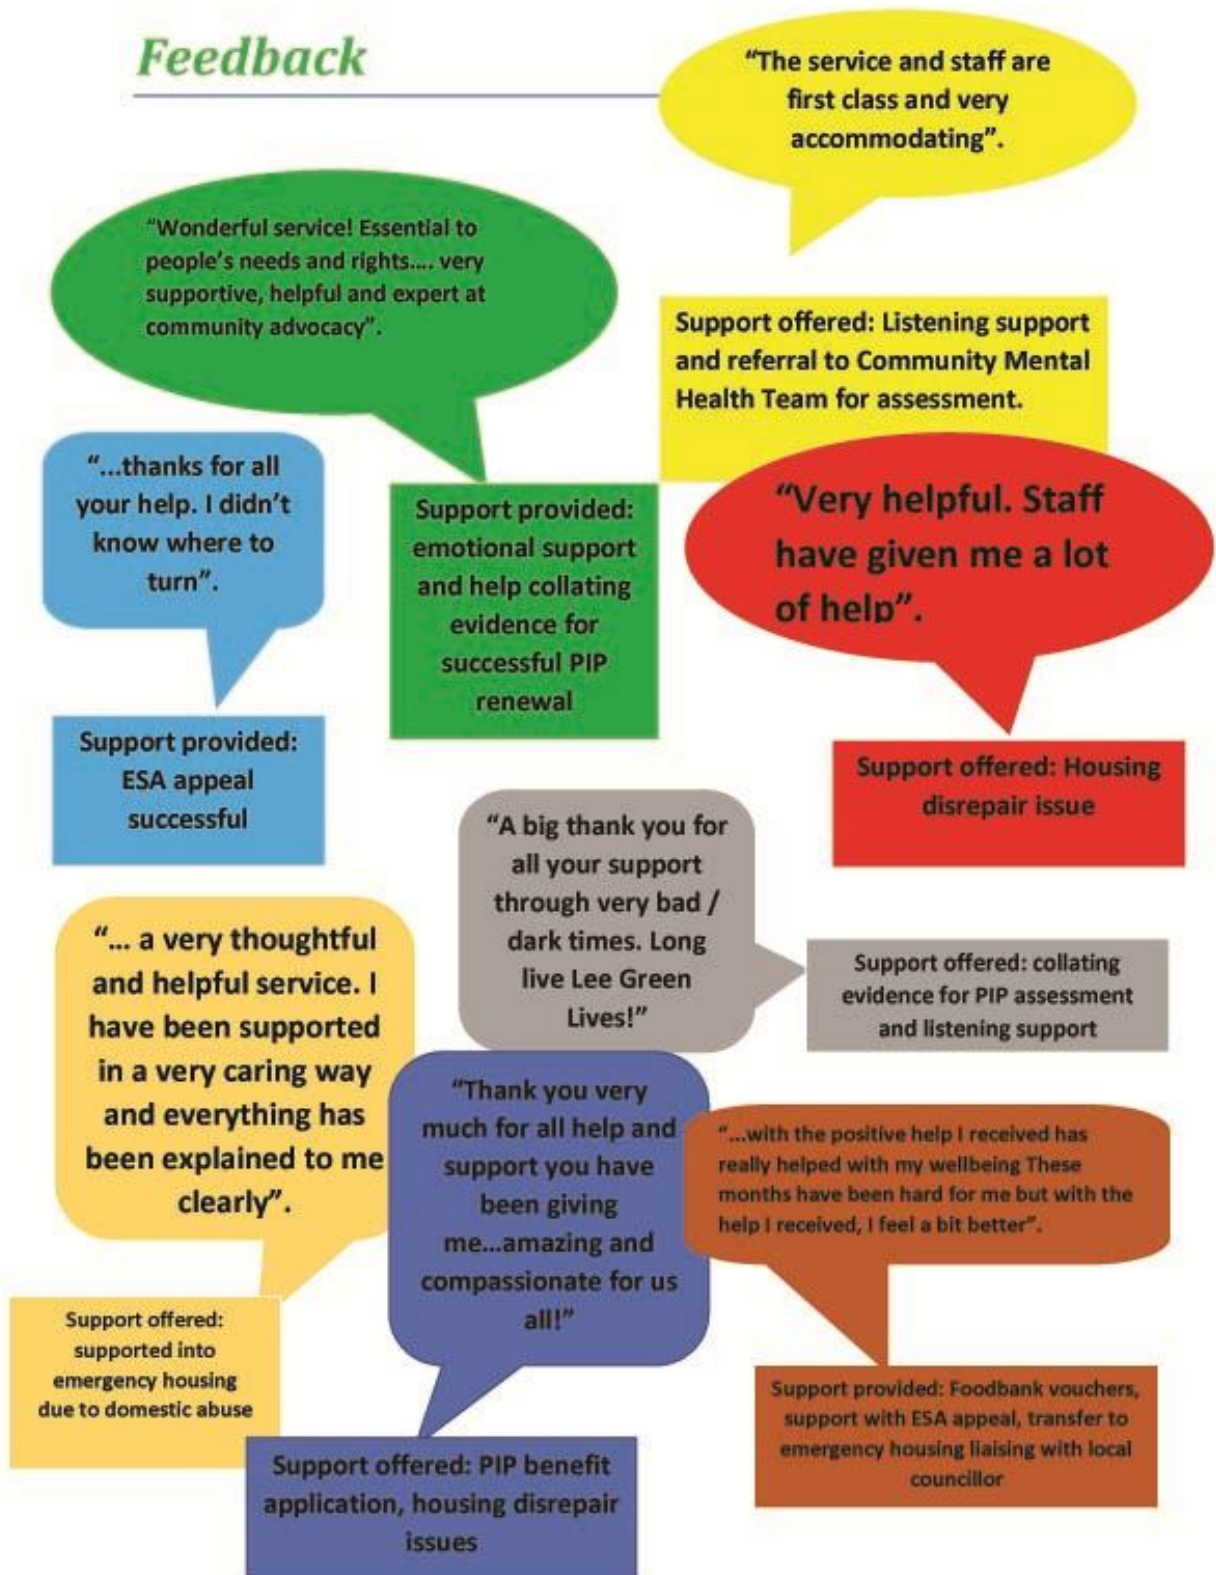 Feedback
“The service and staff are
first class and very
accommodating”.
“Wonderful service! Essential to
people’s needs and rights.... very
supportive, helpful and expert at
community advocacy”.
Support offered: Listening support
and referral to Community Mental
Health Team for assessment.
“...thanks for all
your help. I didn’t
know where to
turn”.
Support provided:
emotional support
and help collating
evidence for
successful PIP
renewal
“Very helpful. Staff
have given me a lot
of help”.
Support provided:
ESA appeal
successful
Support offered: Housing
disrepair issue
“A big thank you for
all your support
through very bad /
dark times. Long
live Lee Green
Lives!”
Support offered: collating
evidence for PIP assessment
and listening support
“... a very thoughtful
and helpful service. I
have been supported
in a very caring way
and everything has
been explained to me
clearly”.
“Thank you very
much for all help and
support you have
been giving
me...amazing and
compassionate for us
all!”
“...with the positive help I received has
really helped with my wellbeing These
months have been hard for me but with the
help I received, I feel a bit better”.
Support offered:
supported into
emergency housing
due to domestic abuse
Support offered: PIP benefit
application, housing disrepair
issues
Support provided: Foodbank vouchers,
support with ESA appeal, transfer to
emergency housing liaising with local
councillor